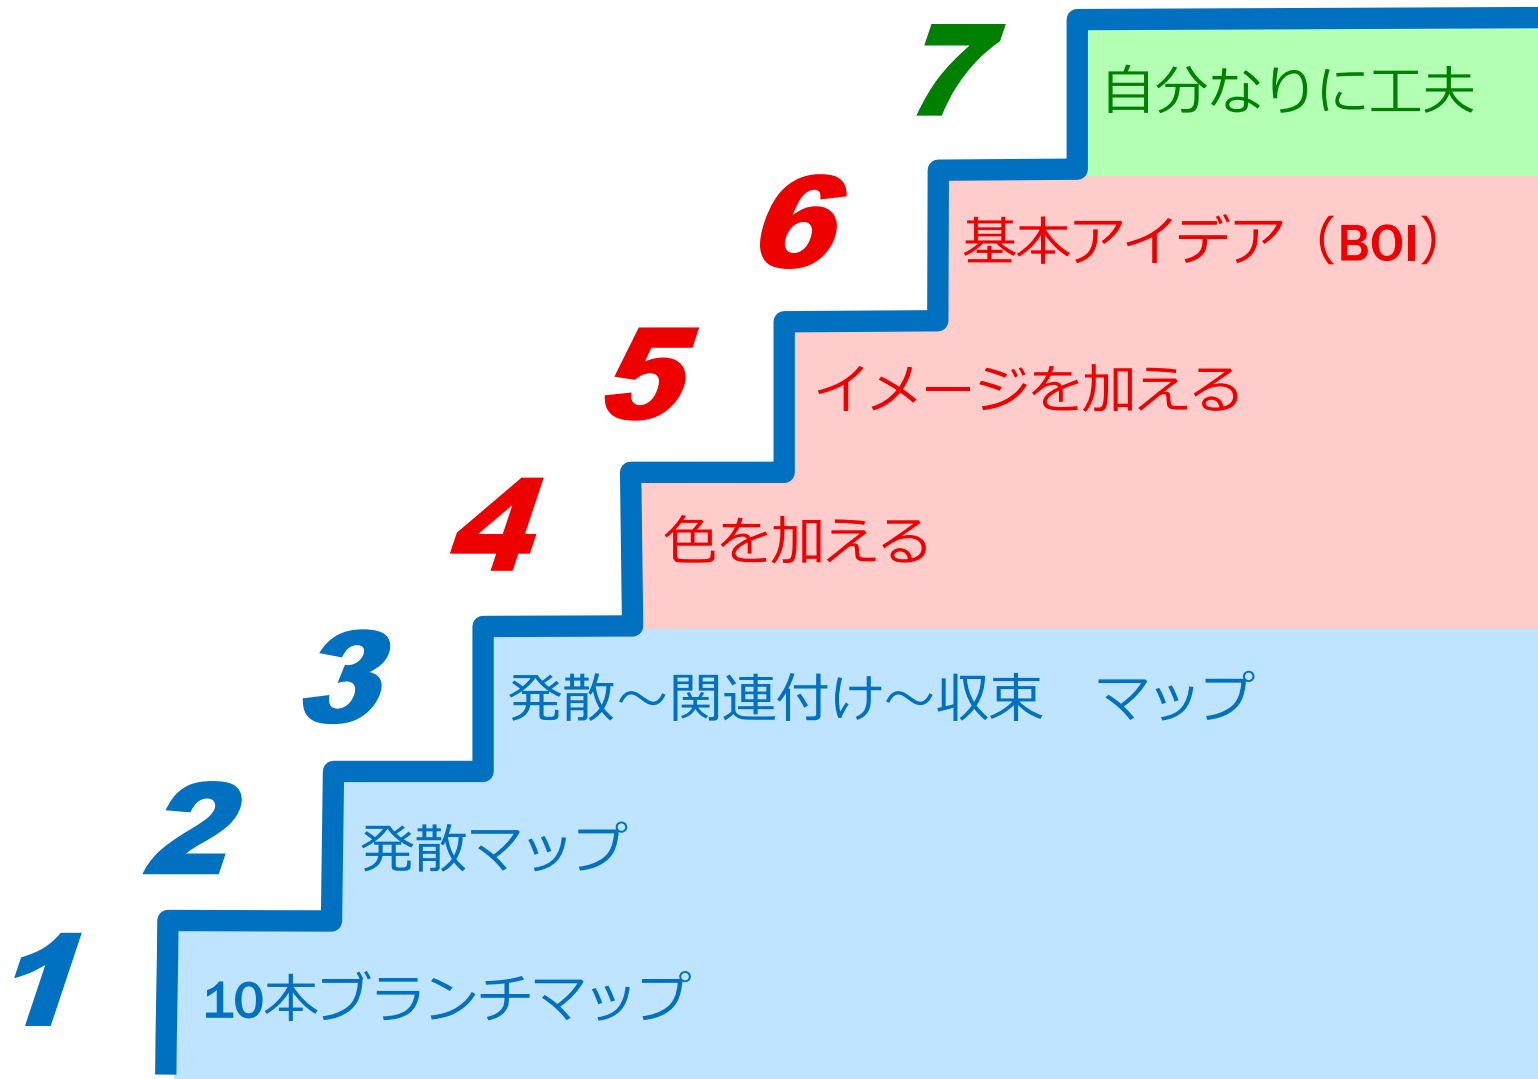 7
自分なりに工夫
6
基本アイデア（BOI）
5
イメージを加える
4
色を加える
3
発散～関連付け～収束　マップ
2
発散マップ
1
10本ブランチマップ